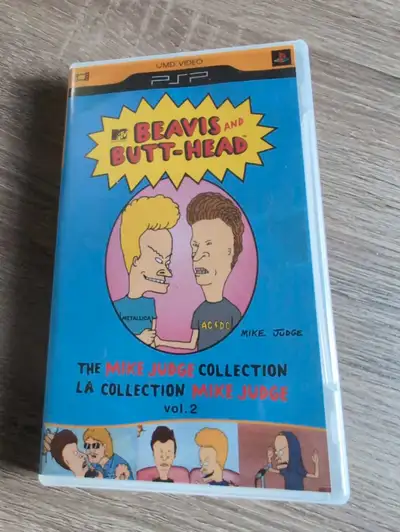 UMD VIDEO
PSP
MTV BEAVIS AND
BUTT-HEAD™
METALLICA
AC⚡DC
MIKE JUDGE
THE MIKE JUDGE COLLECTION
LA COLLECTION MIKE JUDGE
vol.2